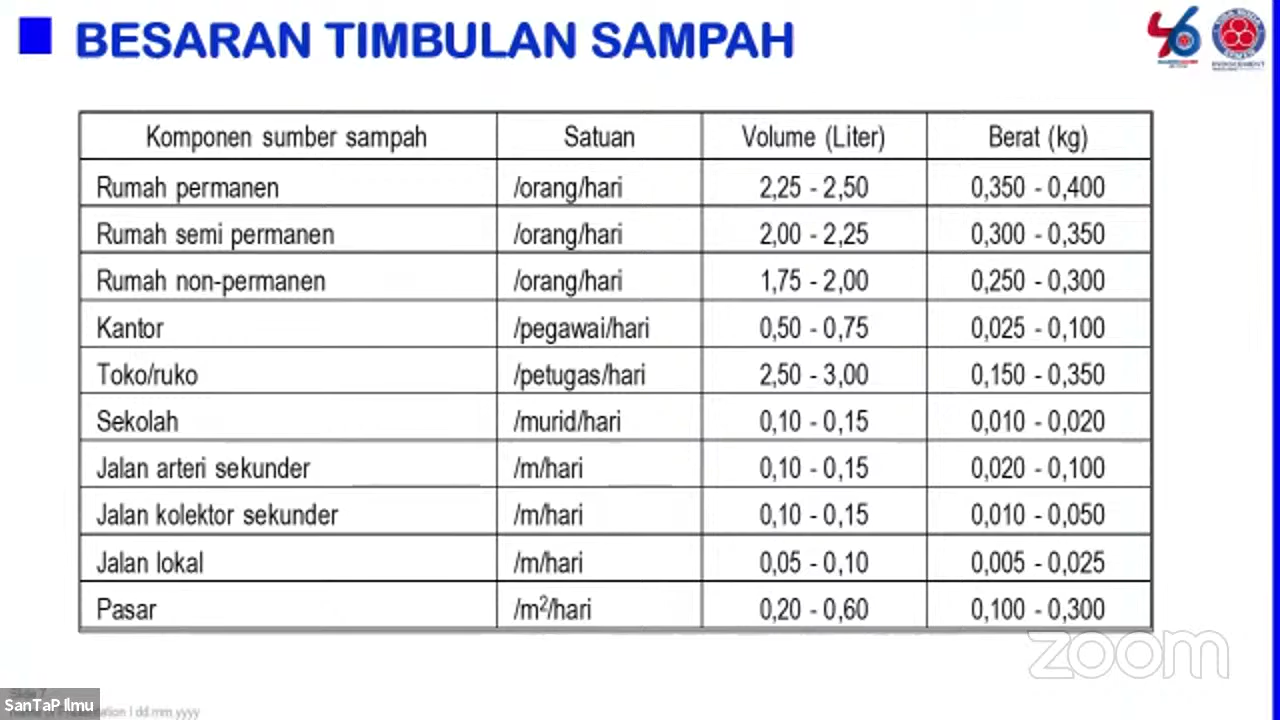 BESARAN TIMBULAN SAMPAH
46
Komponen sumber sampah Satuan Volume (Liter) Berat (kg)
Rumah permanen /orang/hari 2,25 - 2,50 0,350 - 0,400
Rumah semi permanen /orang/hari 2,00 - 2,25 0,300 - 0,350
Rumah non-permanen /orang/hari 1,75 - 2,00 0,250 - 0,300
Kantor /pegawai/hari 0,50 - 0,75 0,025 - 0,100
Toko/ruko /petugas/hari 2,50 - 3,00 0,150 - 0,350
Sekolah /murid/hari 0,10 - 0,15 0,010 - 0,020
Jalan arteri sekunder /m/hari 0,10 - 0,15 0,020 - 0,100
Jalan kolektor sekunder /m/hari 0,10 - 0,15 0,010 - 0,050
Jalan lokal /m/hari 0,05 - 0,10 0,005 - 0,025
Pasar /m²/hari 0,20 - 0,60 0,100 - 0,300
zoom
SanTaP Ilmu
dd.mm.yyyy